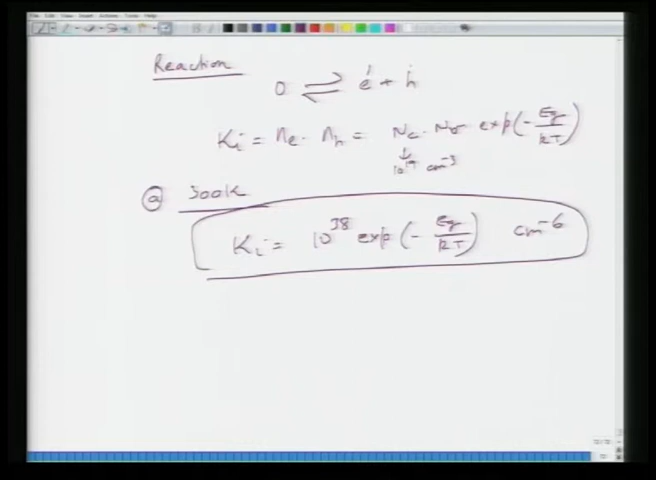 Reaction
0 ⇌ e′ + h˙
Ki = ne · nh = Nc · Nv exp(-Eg/kT)
↓
10^19 cm^-3
@ 300K
Ki = 10^38 exp(-Eg/kT) cm^-6